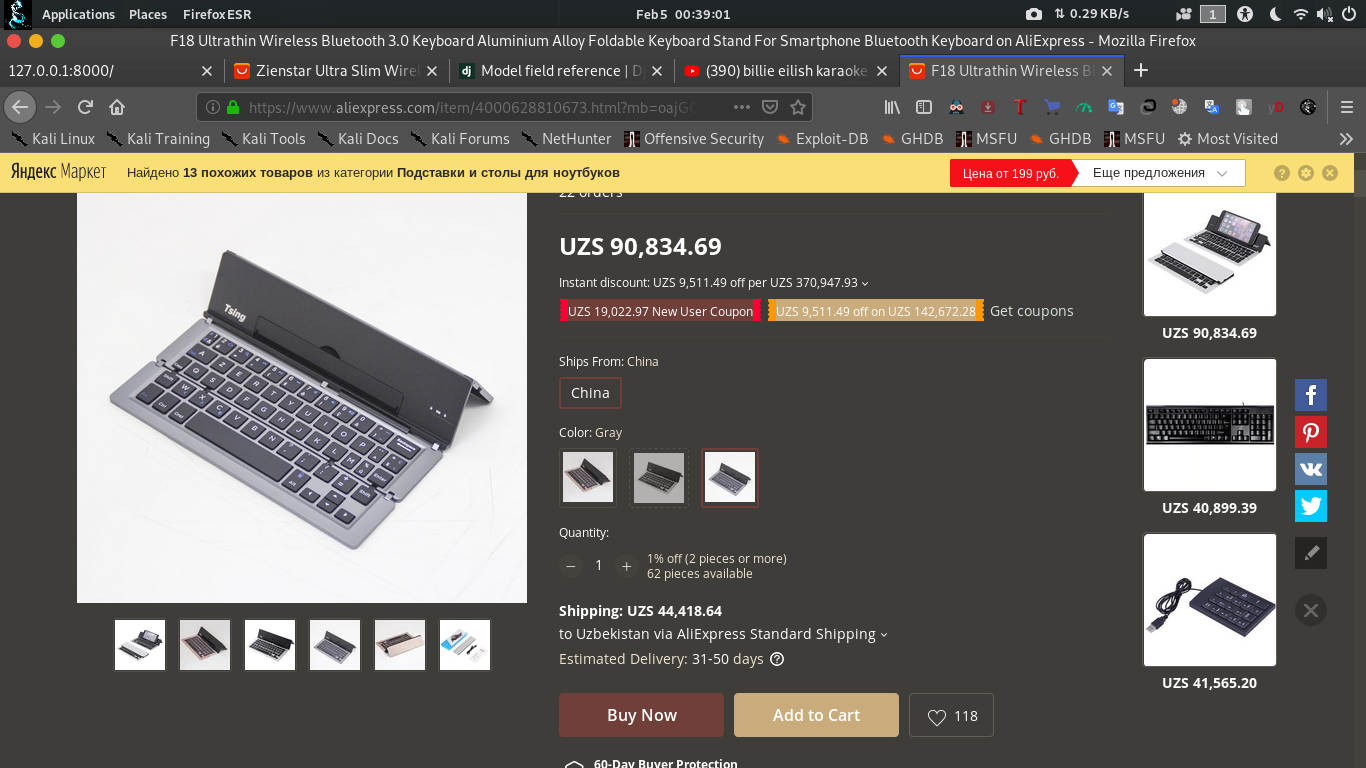 Applications Places Firefox ESR Feb 5 00:39:01 0.29 KB/s 1
F18 Ultrathin Wireless Bluetooth 3.0 Keyboard Aluminium Alloy Foldable Keyboard Stand For Smartphone Bluetooth Keyboard on AliExpress - Mozilla Firefox
127.0.0.1:8000/ Zienstar Ultra Slim Wirel Model field reference | Dj (390) billie eilish karaoke F18 Ultrathin Wireless Bl
https://www.aliexpress.com/item/4000628810673.html?mb=oajGC
Kali Linux Kali Training Kali Tools Kali Docs Kali Forums NetHunter Offensive Security Exploit-DB GHDB MSFU GHDB MSFU Most Visited
Яндекс Маркет Найдено 13 похожих товаров из категории Подставки и столы для ноутбуков Цена от 199 руб. Еще предложения
22 orders
UZS 90,834.69
Instant discount: UZS 9,511.49 off per UZS 370,947.93
UZS 19,022.97 New User Coupon UZS 9,511.49 off on UZS 142,672.28 Get coupons
Ships From: China
China
Color: Gray
Quantity:
1
1% off (2 pieces or more)
62 pieces available
Shipping: UZS 44,418.64
to Uzbekistan via AliExpress Standard Shipping
Estimated Delivery: 31-50 days
Buy Now Add to Cart 118
60-Day Buyer Protection
Tsing
UZS 90,834.69
UZS 40,899.39
UZS 41,565.20